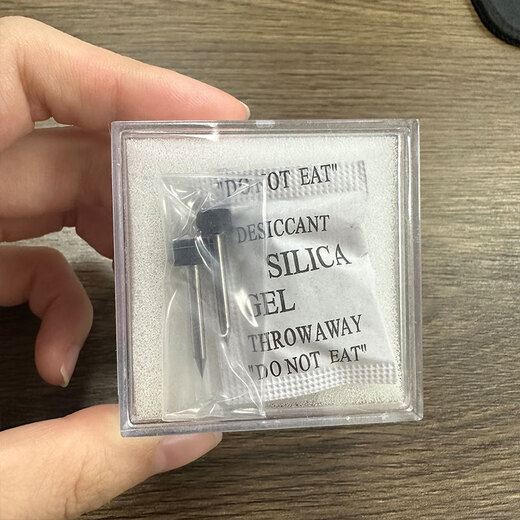 "DO NOT EAT"
DESICCANT
SILICA
GEL
THROWAWAY
"DO NOT EAT"